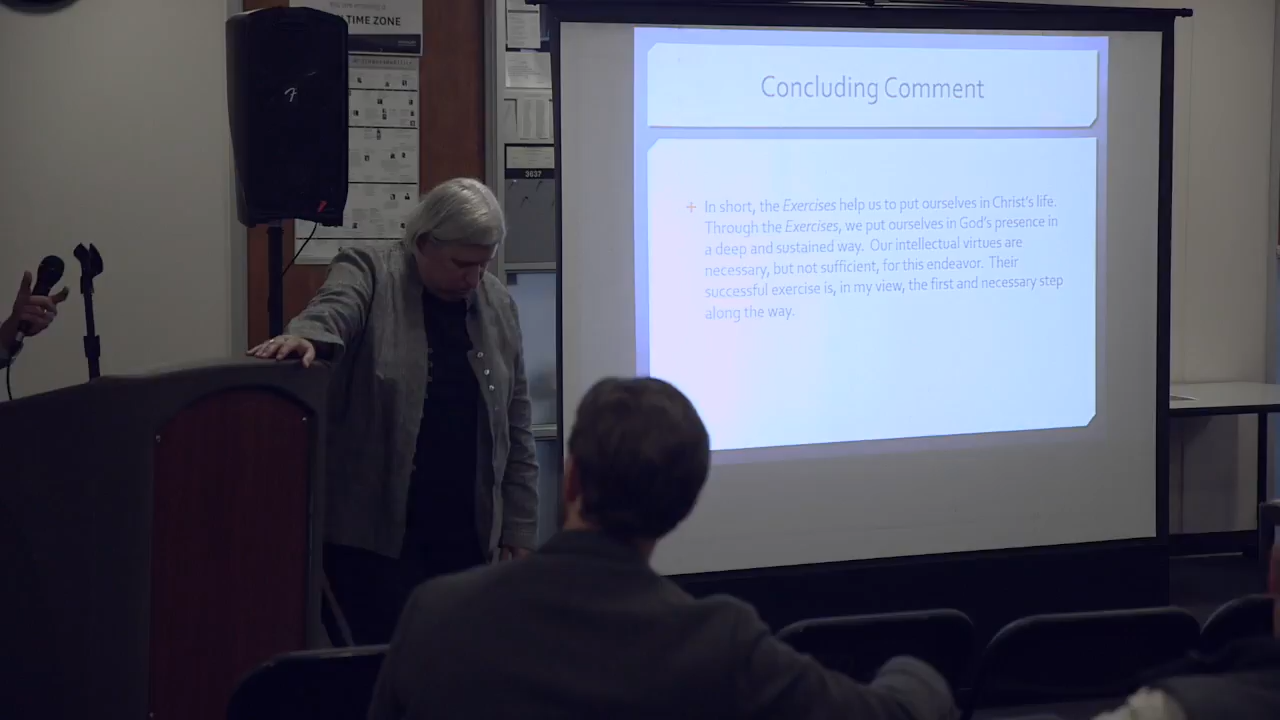 TIME ZONE
3637
Concluding Comment
In short, the Exercises help us to put ourselves in Christ's life.
Through the Exercises, we put ourselves in God's presence in
a deep and sustained way. Our intellectual virtues are
necessary, but not sufficient, for this endeavor. Their
successful exercise is, in my view, the first and necessary step
along the way.